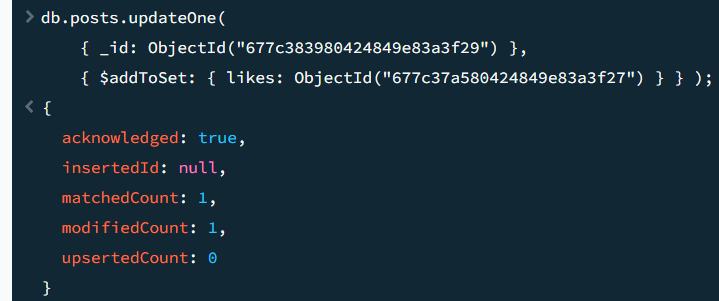 > db.posts.updateOne(
{ _id: ObjectId("677c383980424849e83a3f29") },
{ $addToSet: { likes: ObjectId("677c37a580424849e83a3f27") } } );
< {
acknowledged: true,
insertedId: null,
matchedCount: 1,
modifiedCount: 1,
upsertedCount: 0
}